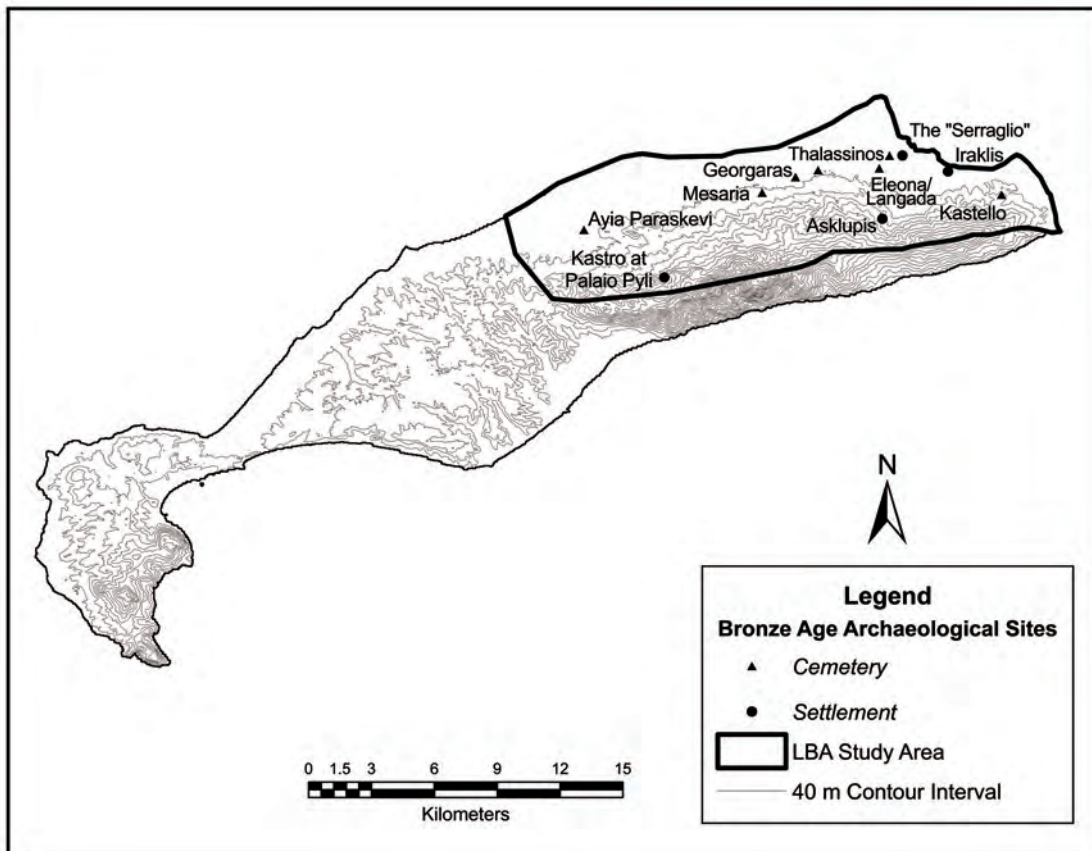 The "Serraglio"
Thalassinos
Iraklis
Georgaras
Eleona/
Langada
Mesaria
Kastello
Ayia Paraskevi
Asklupis
Kastro at
Palaio Pyli
N
Legend
Bronze Age Archaeological Sites
Cemetery
Settlement
LBA Study Area
40 m Contour Interval
0 1.5 3 6 9 12 15
Kilometers